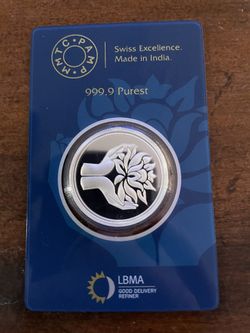 MMTC · PAMP
Swiss Excellence.
Made in India.
999.9 Purest
LBMA
GOOD DELIVERY
REFINER